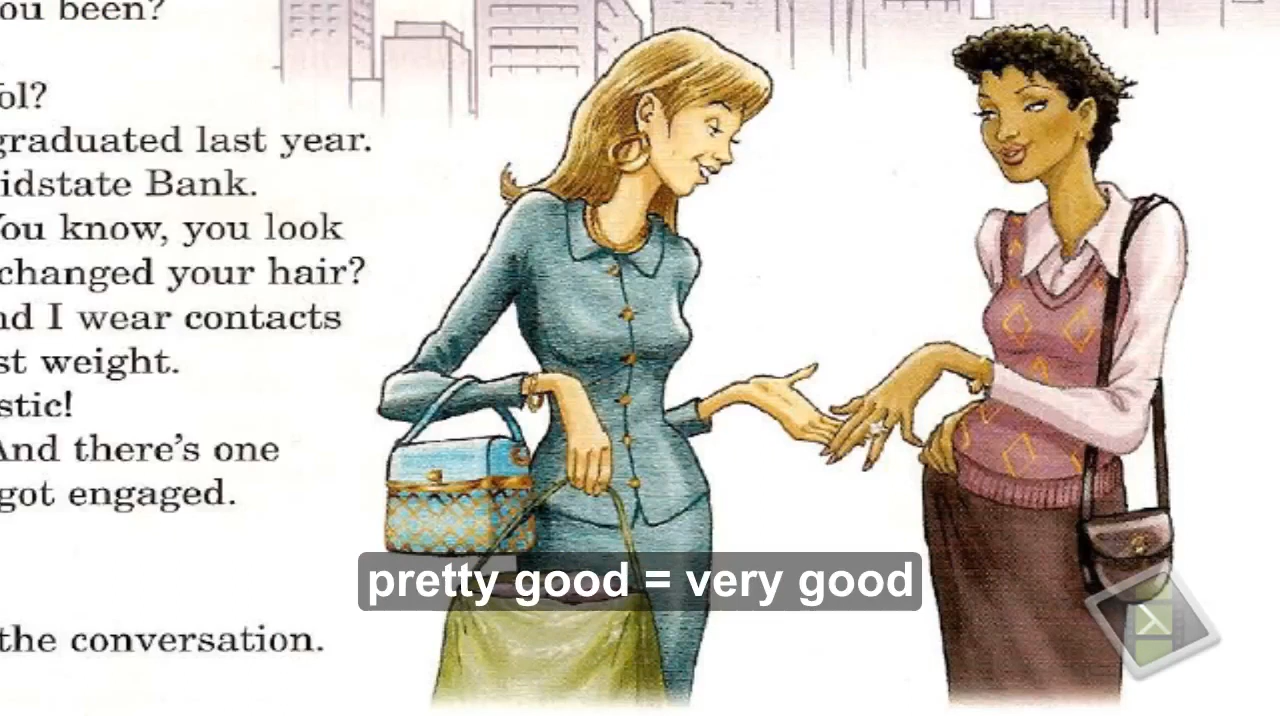 ou been?
ol?
graduated last year.
idstate Bank.
You know, you look
changed your hair?
nd I wear contacts
st weight.
stic!
And there's one
got engaged.
pretty good = very good
the conversation.